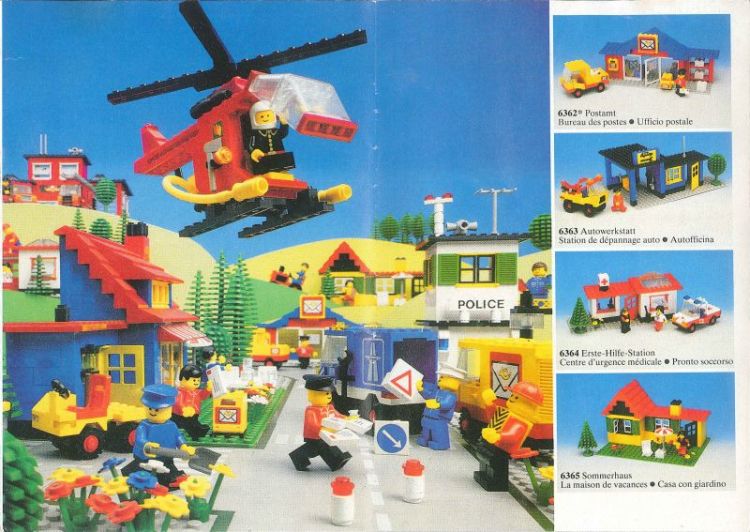 POLICE
6362* Postamt
Bureau des postes ● Ufficio postale
6363 Autowerkstatt
Station de dépannage auto ● Autofficina
6364 Erste-Hilfe-Station
Centre d'urgence médicale ● Pronto soccorso
6365 Sommerhaus
La maison de vacances ● Casa con giardino